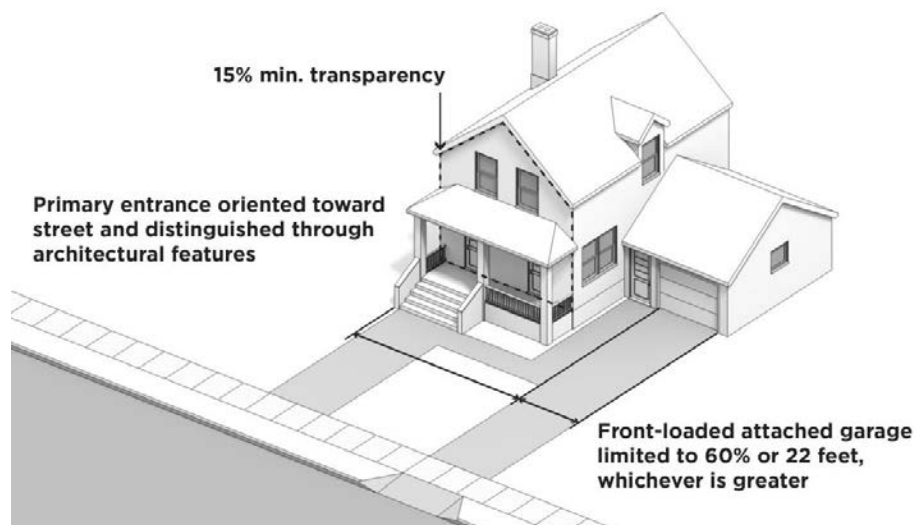 15% min. transparency
Primary entrance oriented toward
street and distinguished through
architectural features
Front-loaded attached garage
limited to 60% or 22 feet,
whichever is greater